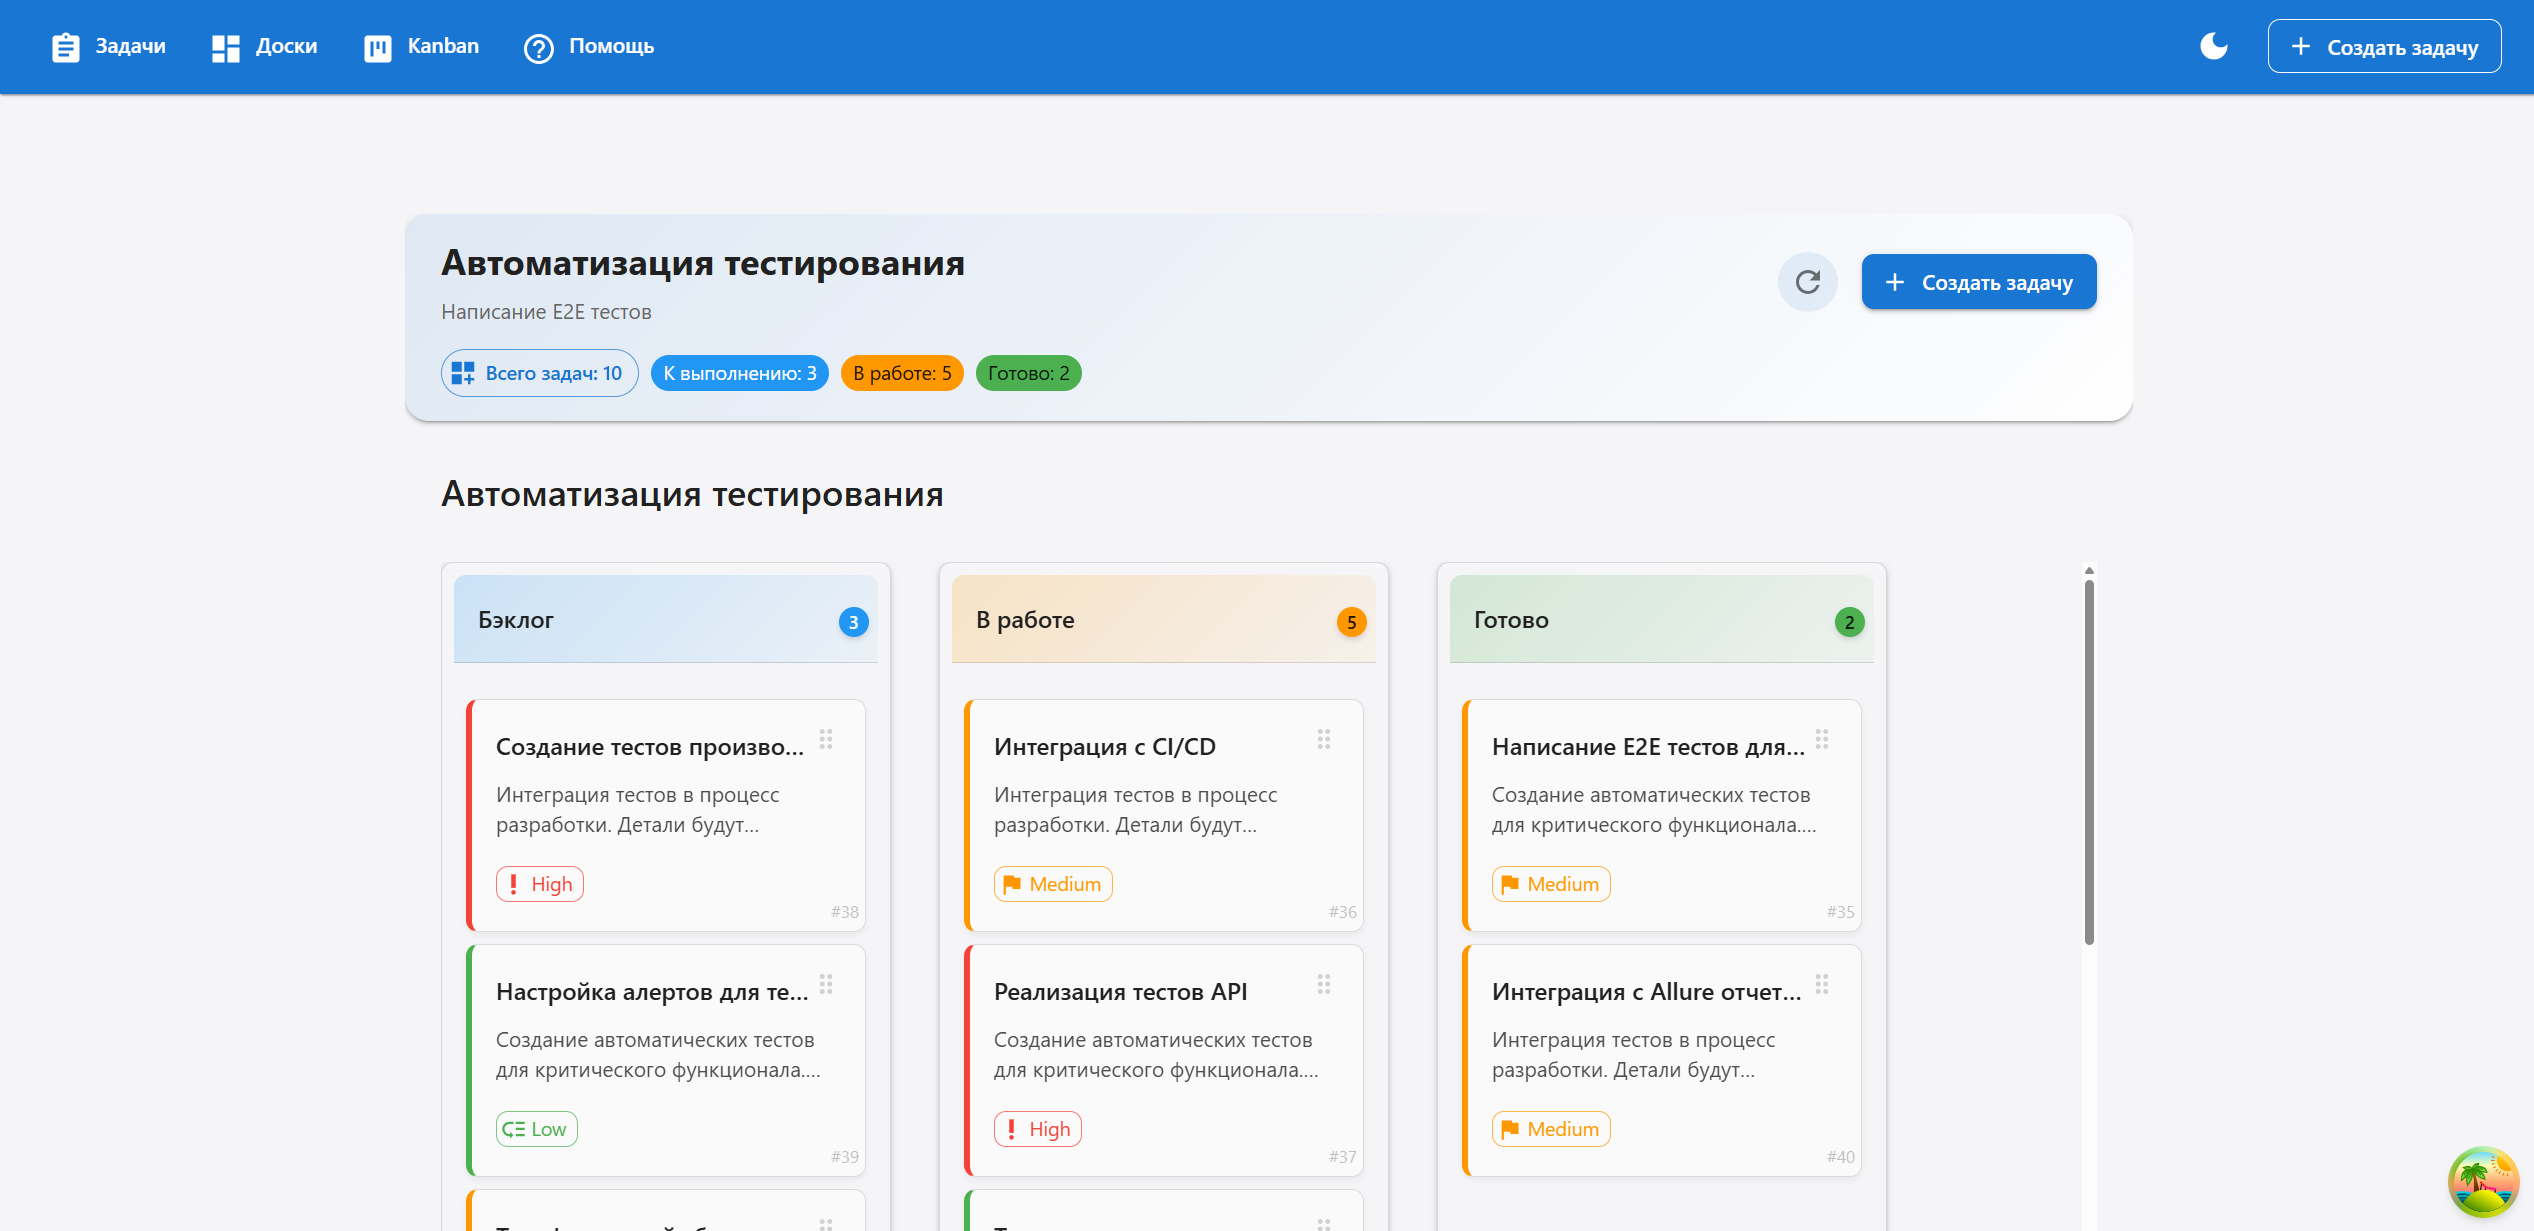 Задачи
Доски
Kanban
Помощь
Создать задачу
Автоматизация тестирования
Написание E2E тестов
Создать задачу
Всего задач: 10
К выполнению: 3
В работе: 5
Готово: 2
Автоматизация тестирования
Бэклог
3
Создание тестов произво...
Интеграция тестов в процесс
разработки. Детали будут...
High
#38
Настройка алертов для те...
Создание автоматических тестов
для критического функционала....
Low
#39
В работе
5
Интеграция с CI/CD
Интеграция тестов в процесс
разработки. Детали будут...
Medium
#36
Реализация тестов API
Создание автоматических тестов
для критического функционала....
High
#37
Готово
2
Написание E2E тестов для...
Создание автоматических тестов
для критического функционала....
Medium
#35
Интеграция с Allure отчет...
Интеграция тестов в процесс
разработки. Детали будут...
Medium
#40